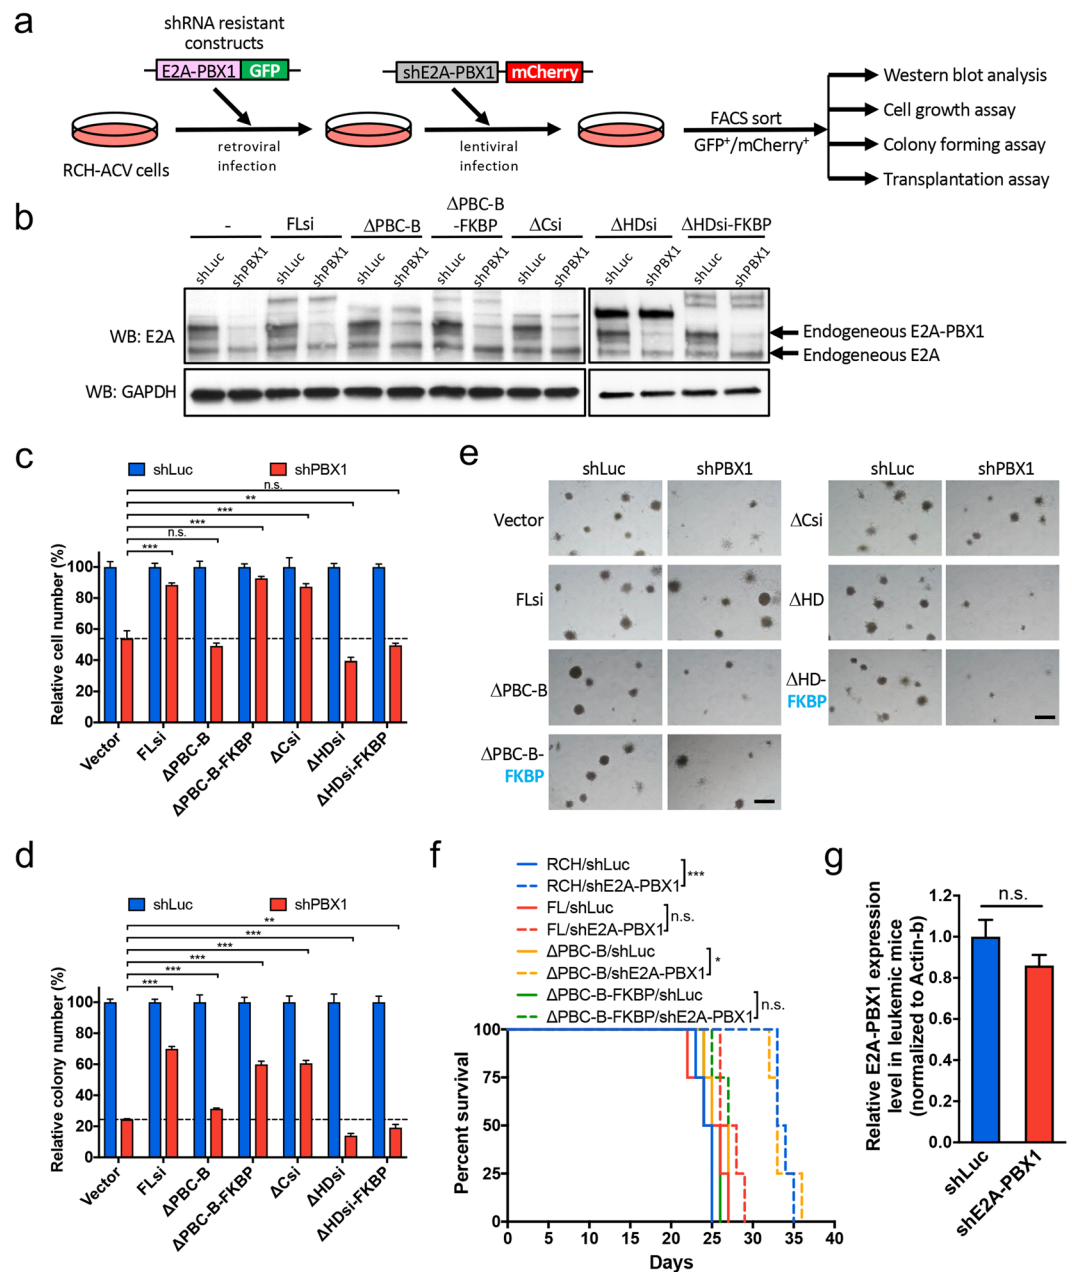 a
shRNA resistant
constructs
E2A-PBX1 GFP
shE2A-PBX1 mCherry
RCH-ACV cells
retroviral
infection
lentiviral
infection
FACS sort
GFP+/mCherry+
Western blot analysis
Cell growth assay
Colony forming assay
Transplantation assay
b
- FLsi ΔPBC-B ΔPBC-B
-FKBP ΔCsi ΔHDsi ΔHDsi-FKBP
shLuc shPBX1 shLuc shPBX1 shLuc shPBX1 shLuc shPBX1 shLuc shPBX1 shLuc shPBX1 shLuc shPBX1
WB: E2A
Endogeneous E2A-PBX1
Endogeneous E2A
WB: GAPDH
c
shLuc shPBX1
n.s.
**
***
***
n.s.
***
Relative cell number (%)
100
80
60
40
20
0
Vector FLsi ΔPBC-B ΔPBC-B-FKBP ΔCsi ΔHDsi ΔHDsi-FKBP
d
shLuc shPBX1
**
***
***
***
***
***
Relative colony number (%)
100
80
60
40
20
0
Vector FLsi ΔPBC-B ΔPBC-B-FKBP ΔCsi ΔHDsi ΔHDsi-FKBP
e
shLuc shPBX1 shLuc shPBX1
Vector
FLsi
ΔPBC-B
ΔPBC-B-
FKBP
ΔCsi
ΔHD
ΔHD-
FKBP
f
RCH/shLuc
RCH/shE2A-PBX1 ***
FL/shLuc
FL/shE2A-PBX1 n.s.
ΔPBC-B/shLuc
ΔPBC-B/shE2A-PBX1 *
ΔPBC-B-FKBP/shLuc
ΔPBC-B-FKBP/shE2A-PBX1 n.s.
Percent survival
100
75
50
25
0
0 5 10 15 20 25 30 35 40
Days
g
Relative E2A-PBX1 expression
level in leukemic mice
(normalized to Actin-b)
n.s.
1.2
1.0
0.8
0.6
0.4
0.2
0.0
shLuc shE2A-PBX1